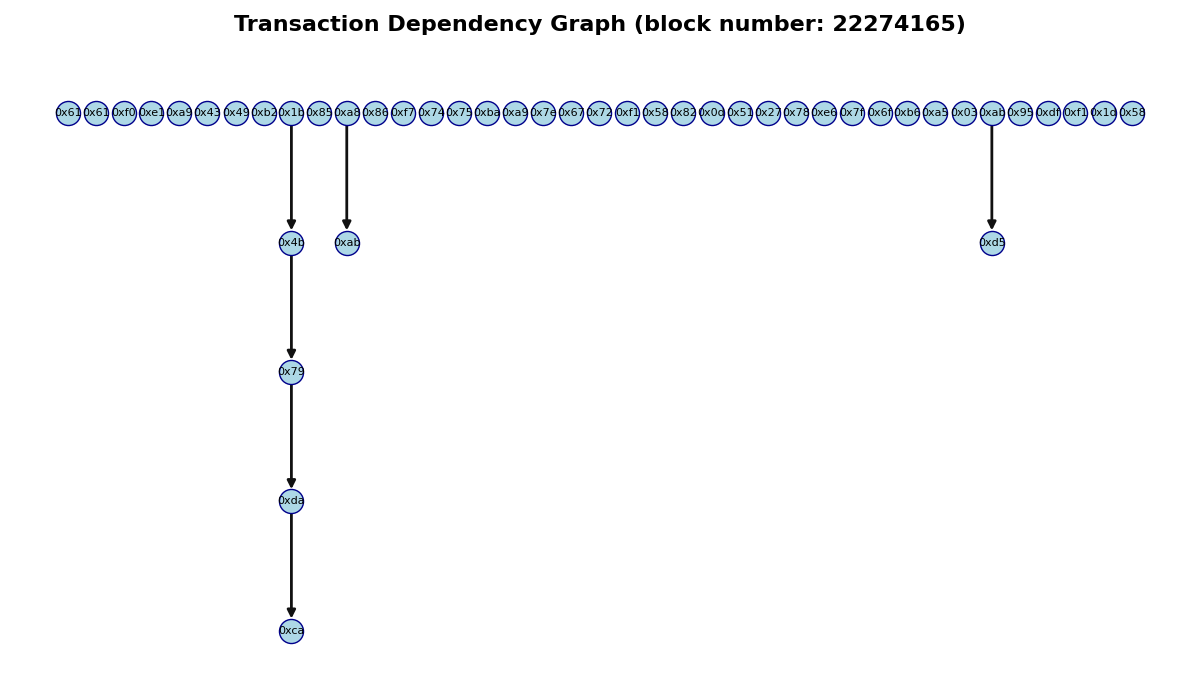 Transaction Dependency Graph (block number: 22274165)
0x61 0x61 0xf0 0xe1 0xa9 0x43 0x49 0xb2 0x1b 0x85 0xa8 0x86 0xf7 0x74 0x75 0xba 0xa9 0x7e 0x67 0x72 0xf1 0x58 0x82 0x0d 0x51 0x27 0x78 0xe6 0x7f 0x6f 0xb6 0xa5 0x03 0xab 0x95 0xdf 0xf1 0x1d 0x58
0x4b 0xab 0xd5
0x79
0xda
0xca